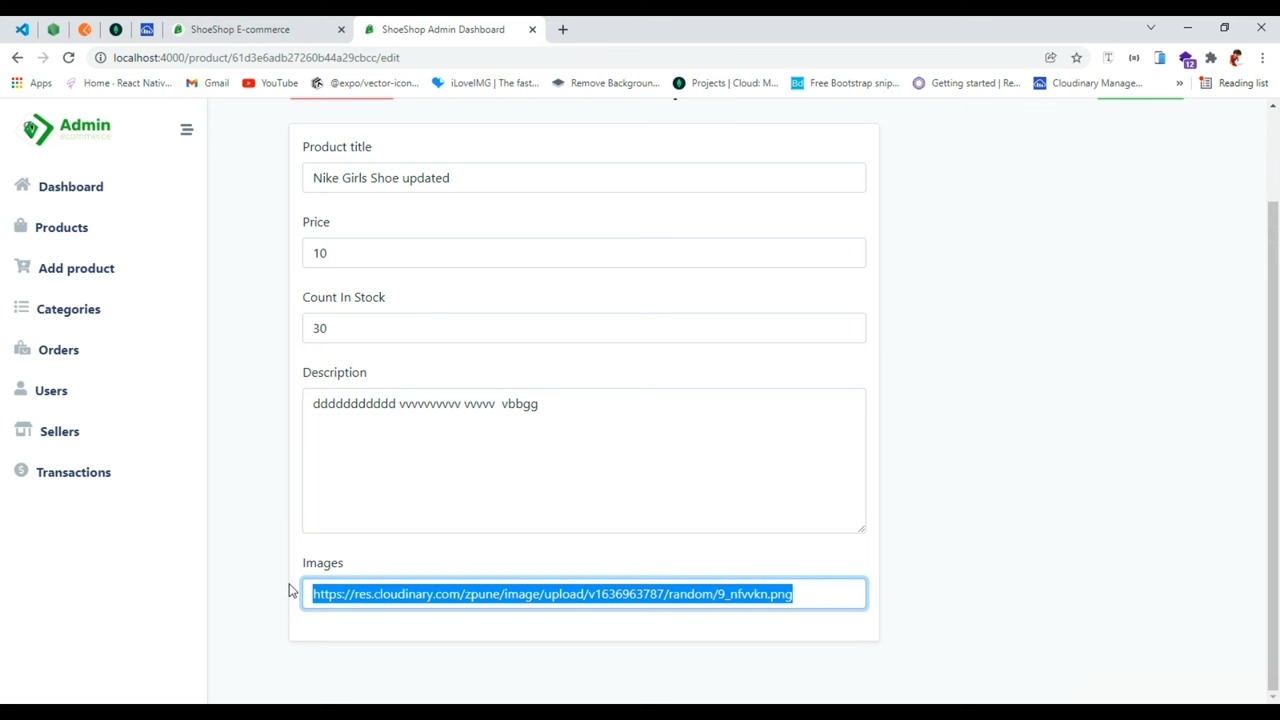 ShoeShop E-commerce
ShoeShop Admin Dashboard
localhost:4000/product/61d3e6adb27260b44a29cbcc/edit
12
Apps
Home - React Nativ...
Gmail
YouTube
@expo/vector-icon...
iLoveIMG | The fast...
Remove Backgroun...
Projects | Cloud: M...
Free Bootstrap snip...
Getting started | Re...
Cloudinary Manage...
»
Reading list
Admin
ecommerce
Dashboard
Products
Add product
Categories
Orders
Users
Sellers
Transactions
Product title
Nike Girls Shoe updated
Price
10
Count In Stock
30
Description
ddddddddddd vvvvvvvvv vvvvv  vbbgg
Images
https://res.cloudinary.com/zpune/image/upload/v1636963787/random/9_nfvvkn.png